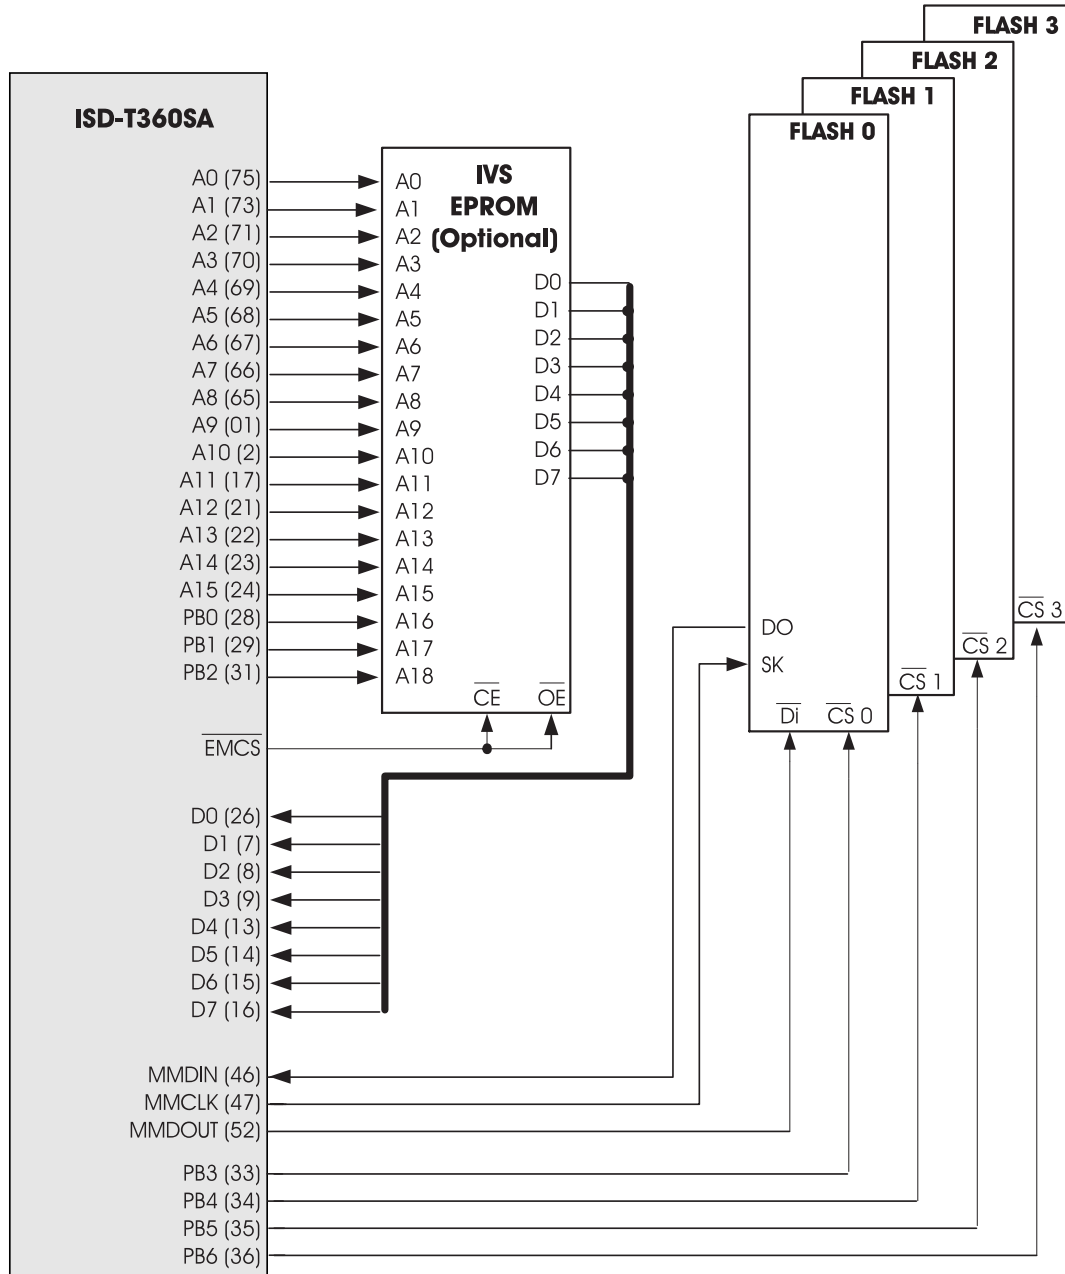 FLASH 3
FLASH 2
FLASH 1
FLASH 0
ISD-T360SA
IVS
EPROM
(Optional)
A0 (75)
A1 (73)
A2 (71)
A3 (70)
A4 (69)
A5 (68)
A6 (67)
A7 (66)
A8 (65)
A9 (01)
A10 (2)
A11 (17)
A12 (21)
A13 (22)
A14 (23)
A15 (24)
PB0 (28)
PB1 (29)
PB2 (31)
EMCS
D0 (26)
D1 (7)
D2 (8)
D3 (9)
D4 (13)
D5 (14)
D6 (15)
D7 (16)
MMDIN (46)
MMCLK (47)
MMDOUT (52)
PB3 (33)
PB4 (34)
PB5 (35)
PB6 (36)
A0
A1
A2
A3
A4
A5
A6
A7
A8
A9
A10
A11
A12
A13
A14
A15
A16
A17
A18
D0
D1
D2
D3
D4
D5
D6
D7
CE
OE
DO
SK
Di
CS 0
CS 1
CS 2
CS 3